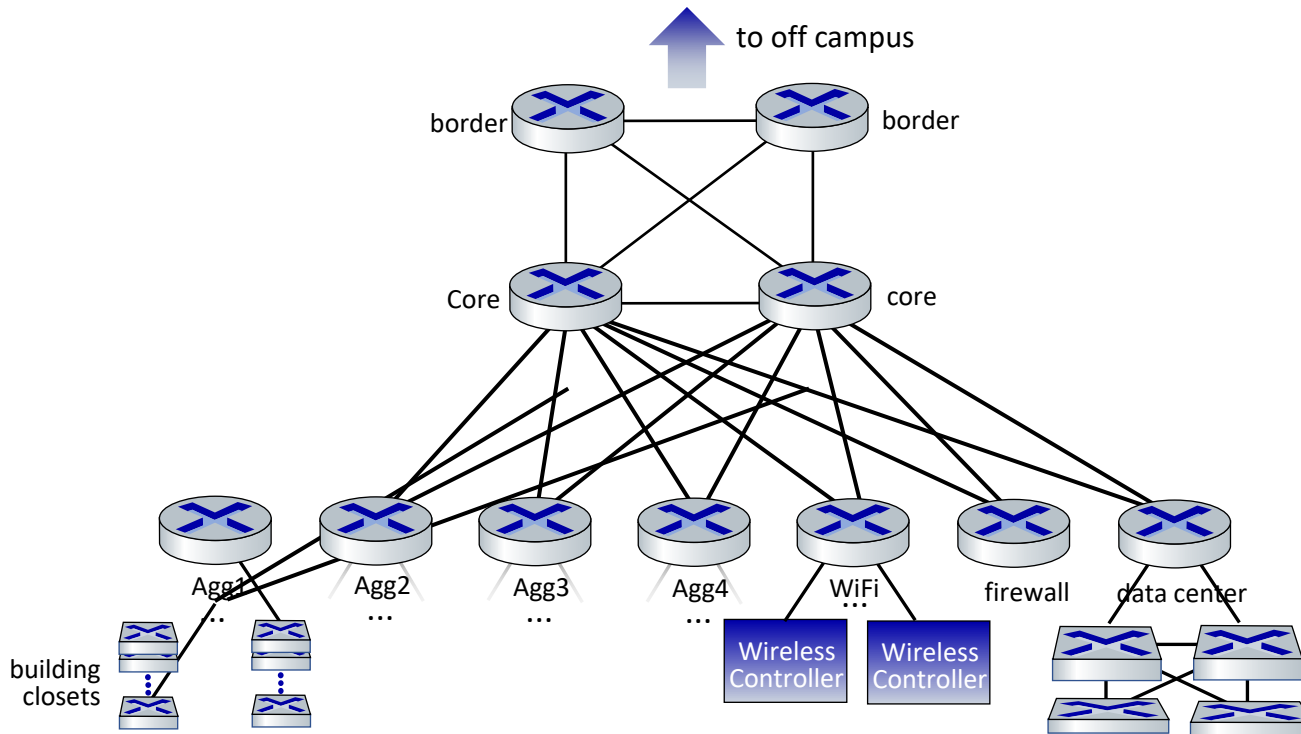 to off campus
border
border
Core
core
Agg1
Agg2
Agg3
Agg4
WiFi
firewall
data center
...
...
...
...
...
building
closets
Wireless
Controller
Wireless
Controller